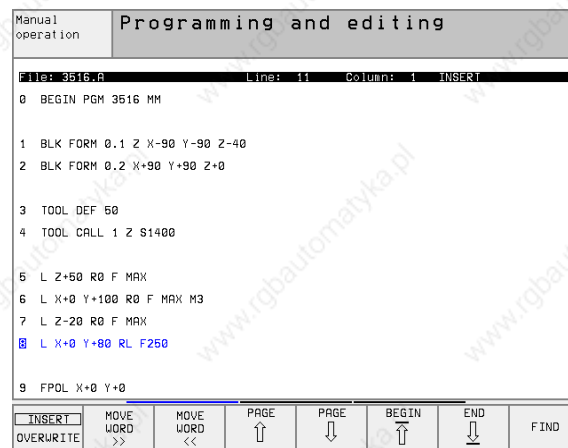 Manual
operation
Programming and editing
File: 3516.A Line: 11 Column: 1 INSERT
0 BEGIN PGM 3516 MM
1 BLK FORM 0.1 Z X-90 Y-90 Z-40
2 BLK FORM 0.2 X+90 Y+90 Z+0
3 TOOL DEF 50
4 TOOL CALL 1 Z S1400
5 L Z+50 R0 F MAX
6 L X+0 Y+100 R0 F MAX M3
7 L Z-20 R0 F MAX
8 L X+0 Y+80 RL F250
9 FPOL X+0 Y+0
INSERT
OVERWRITE
MOVE
WORD
>>
MOVE
WORD
<<
PAGE
PAGE
BEGIN
END
FIND
www.rgbautomatyka.pl